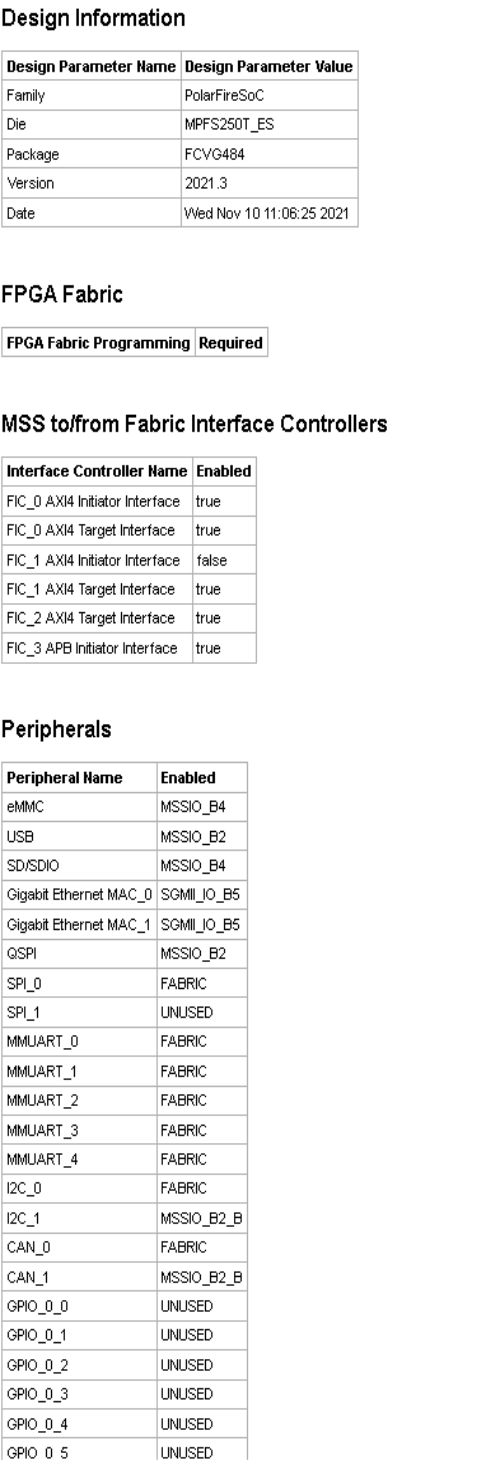 Design Information
Design Parameter Name Design Parameter Value
Family PolarFireSoC
Die MPFS250T_ES
Package FCVG484
Version 2021.3
Date Wed Nov 10 11:06:25 2021
FPGA Fabric
FPGA Fabric Programming Required
MSS to/from Fabric Interface Controllers
Interface Controller Name Enabled
FIC_0 AXI4 Initiator Interface true
FIC_0 AXI4 Target Interface true
FIC_1 AXI4 Initiator Interface false
FIC_1 AXI4 Target Interface true
FIC_2 AXI4 Target Interface true
FIC_3 APB Initiator Interface true
Peripherals
Peripheral Name Enabled
eMMC MSSIO_B4
USB MSSIO_B2
SD/SDIO MSSIO_B4
Gigabit Ethernet MAC_0 SGMII_IO_B5
Gigabit Ethernet MAC_1 SGMII_IO_B5
QSPI MSSIO_B2
SPI_0 FABRIC
SPI_1 UNUSED
MMUART_0 FABRIC
MMUART_1 FABRIC
MMUART_2 FABRIC
MMUART_3 FABRIC
MMUART_4 FABRIC
I2C_0 FABRIC
I2C_1 MSSIO_B2_B
CAN_0 FABRIC
CAN_1 MSSIO_B2_B
GPIO_0_0 UNUSED
GPIO_0_1 UNUSED
GPIO_0_2 UNUSED
GPIO_0_3 UNUSED
GPIO_0_4 UNUSED
GPIO_0_5 UNUSED